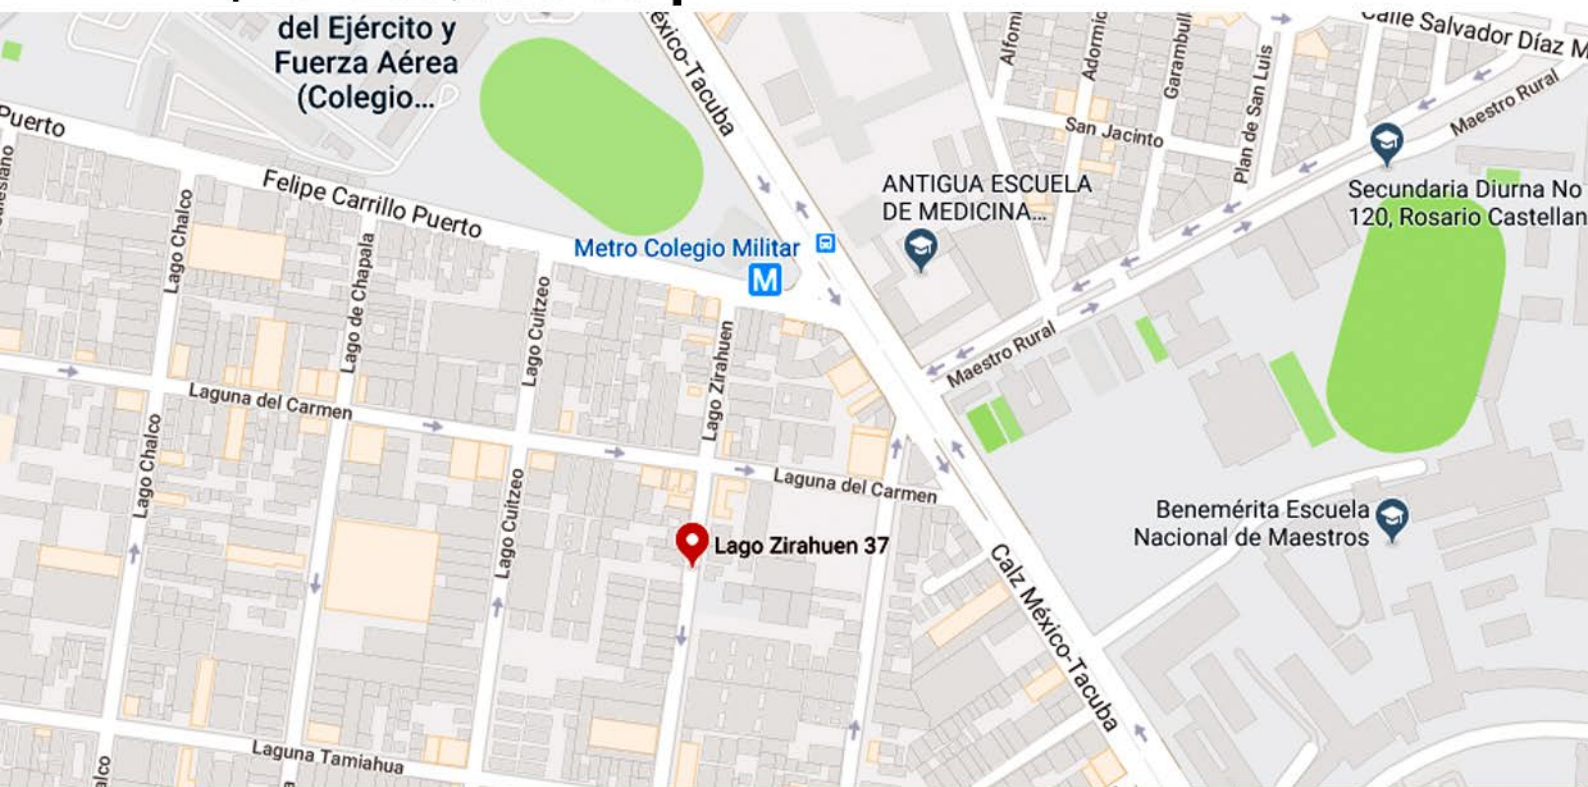 del Ejército y
Fuerza Aérea
(Colegio...
Calle Salvador Díaz M
México-Tacuba
Alfom
Adormic
Garambull
Plan de San Luis
Maestro Rural
San Jacinto
Puerto
Felipe Carrillo Puerto
ANTIGUA ESCUELA
DE MEDICINA...
Secundaria Diurna No
120, Rosario Castellan
Metro Colegio Militar
M
Lago Chalco
Lago de Chapala
Lago Cuitzeo
Lago Zirahuen
Maestro Rural
Laguna del Carmen
Laguna del Carmen
Lago Chalco
Lago Cuitzeo
Benemérita Escuela
Nacional de Maestros
Lago Zirahuen 37
Calz México-Tacuba
Laguna Tamiahua
alco